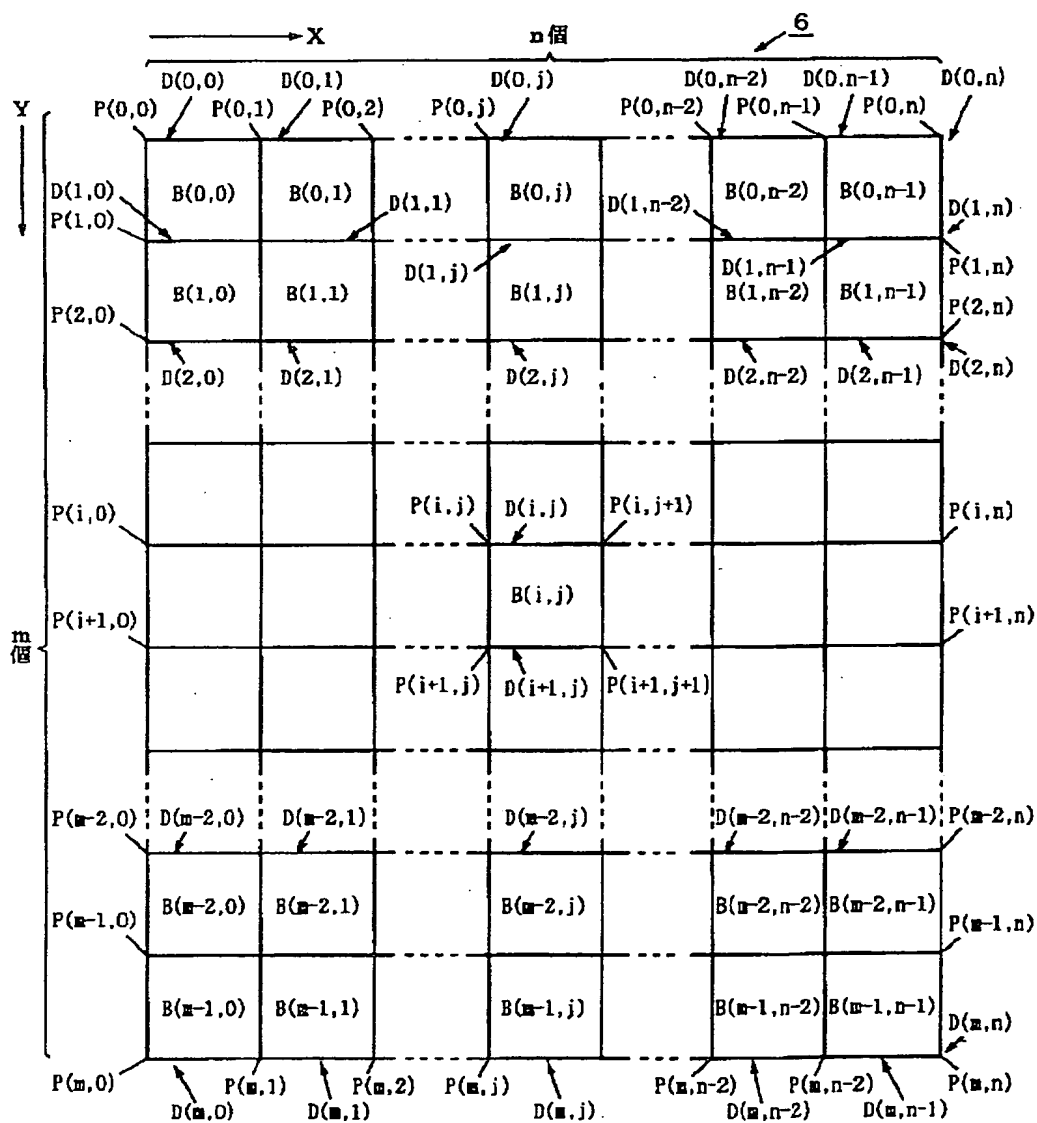 X n個 6
D(0,0) D(0,1) D(0,j) D(0,n-2) D(0,n-1) D(0,n)
Y P(0,0) P(0,1) P(0,2) P(0,j) P(0,n-2) P(0,n-1) P(0,n)
B(0,0) B(0,1) B(0,j) B(0,n-2) B(0,n-1)
D(1,0) D(1,1) D(1,n-2) D(1,n)
P(1,0) D(1,j) D(1,n-1) P(1,n)
B(1,0) B(1,1) B(1,j) B(1,n-2) B(1,n-1)
P(2,0) P(2,n)
D(2,0) D(2,1) D(2,j) D(2,n-2) D(2,n-1) D(2,n)
P(i,0) P(i,j) D(i,j) P(i,j+1) P(i,n)
B(i,j)
P(i+1,0) P(i+1,n)
m個
P(i+1,j) D(i+1,j) P(i+1,j+1)
P(m-2,0) D(m-2,0) D(m-2,1) D(m-2,j) D(m-2,n-2) D(m-2,n-1) P(m-2,n)
B(m-2,0) B(m-2,1) B(m-2,j) B(m-2,n-2) B(m-2,n-1)
P(m-1,0) P(m-1,n)
B(m-1,0) B(m-1,1) B(m-1,j) B(m-1,n-2) B(m-1,n-1)
D(m,n)
P(m,0) P(m,1) P(m,2) P(m,j) P(m,n-2) P(m,n-2) P(m,n)
D(m,0) D(m,1) D(m,j) D(m,n-2) D(m,n-1)